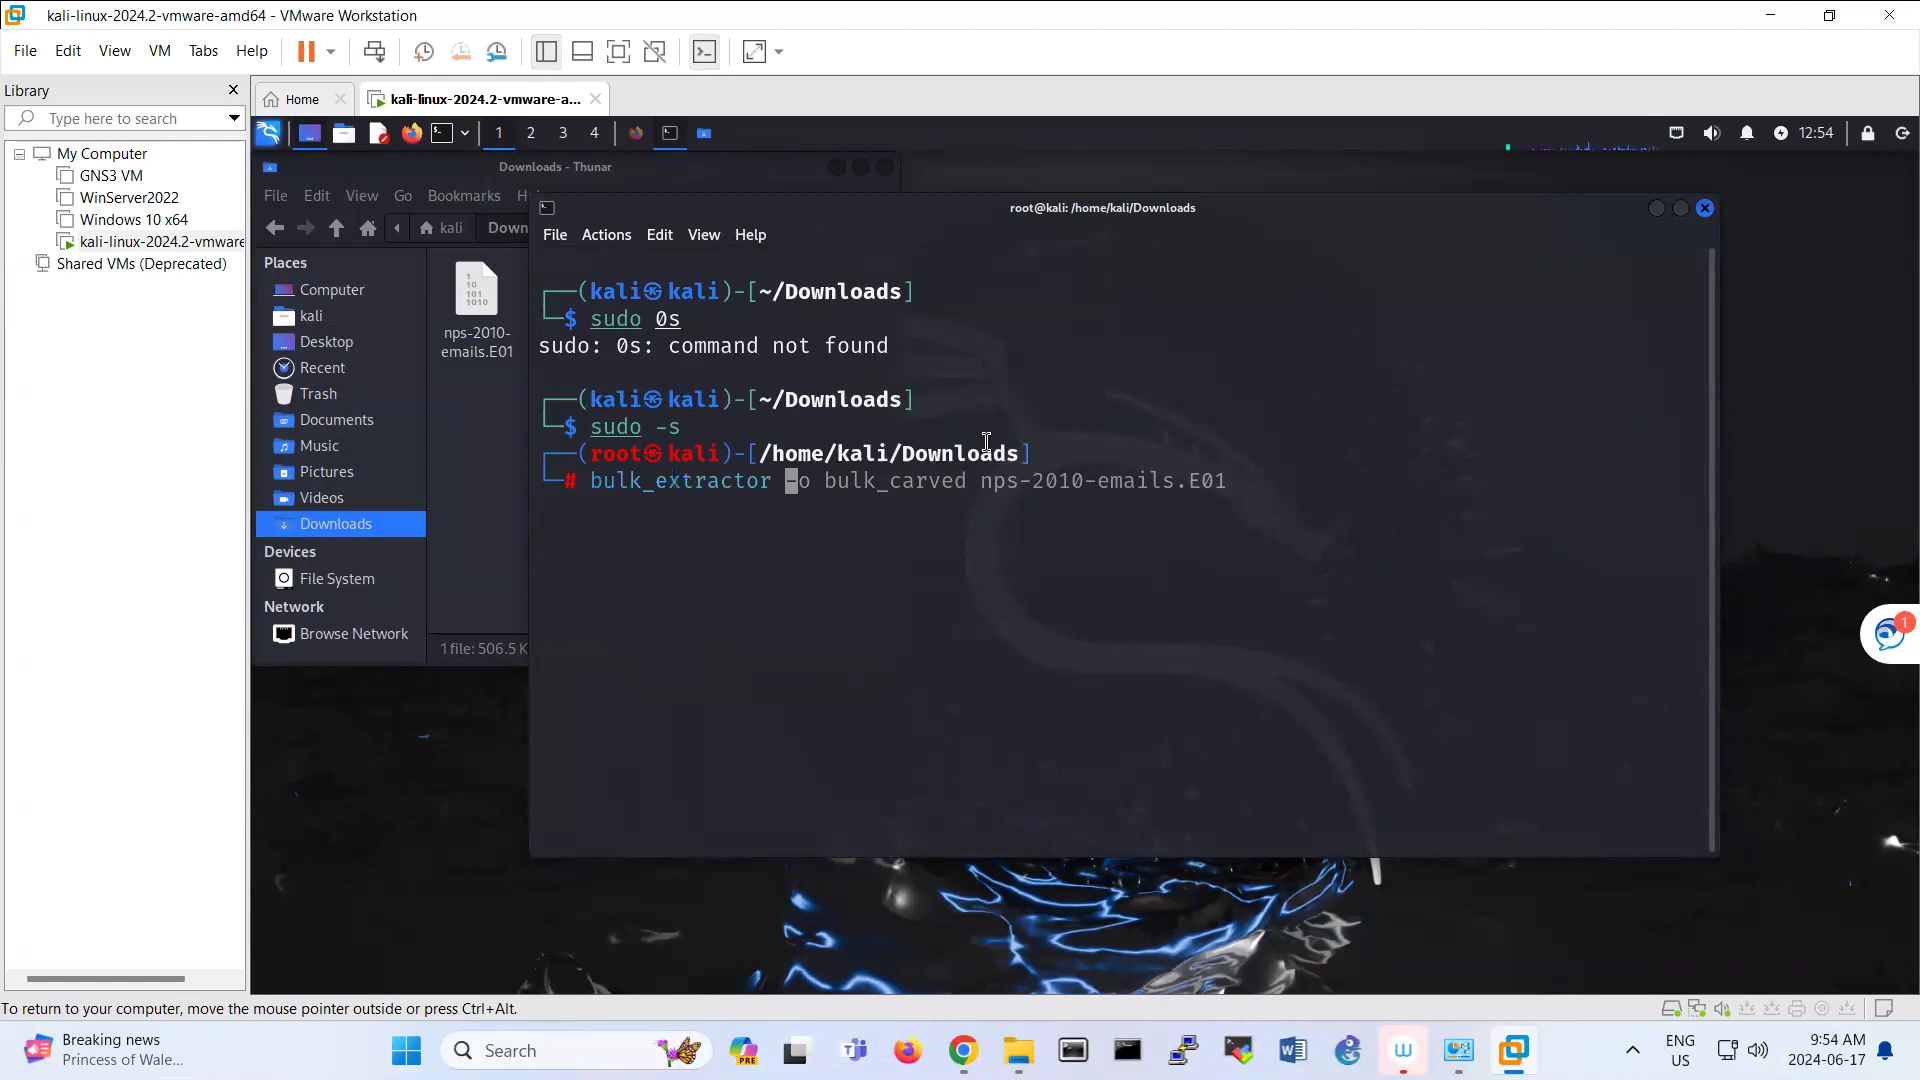 kali-linux-2024.2-vmware-amd64 - VMware Workstation
File Edit View VM Tabs Help
Library
Type here to search
My Computer
GNS3 VM
WinServer2022
Windows 10 x64
kali-linux-2024.2-vmware
Shared VMs (Deprecated)
Home
kali-linux-2024.2-vmware-a...
1 2 3 4
12:54
Downloads - Thunar
File Edit View Go Bookmarks H
kali Down
Places
Computer
kali
Desktop
Recent
Trash
Documents
Music
Pictures
Videos
Downloads
Devices
File System
Network
Browse Network
nps-2010-
emails.E01
1 file: 506.5 K
root@kali: /home/kali/Downloads
File Actions Edit View Help
┌──(kali㉿kali)-[~/Downloads]
└─$ sudo 0s
sudo: 0s: command not found
┌──(kali㉿kali)-[~/Downloads]
└─$ sudo -s
┌──(root㉿kali)-[/home/kali/Downloads]
└─# bulk_extractor -o bulk_carved nps-2010-emails.E01
1
To return to your computer, move the mouse pointer outside or press Ctrl+Alt.
Breaking news
Princess of Wale...
Search
PRE
ENG
US
9:54 AM
2024-06-17